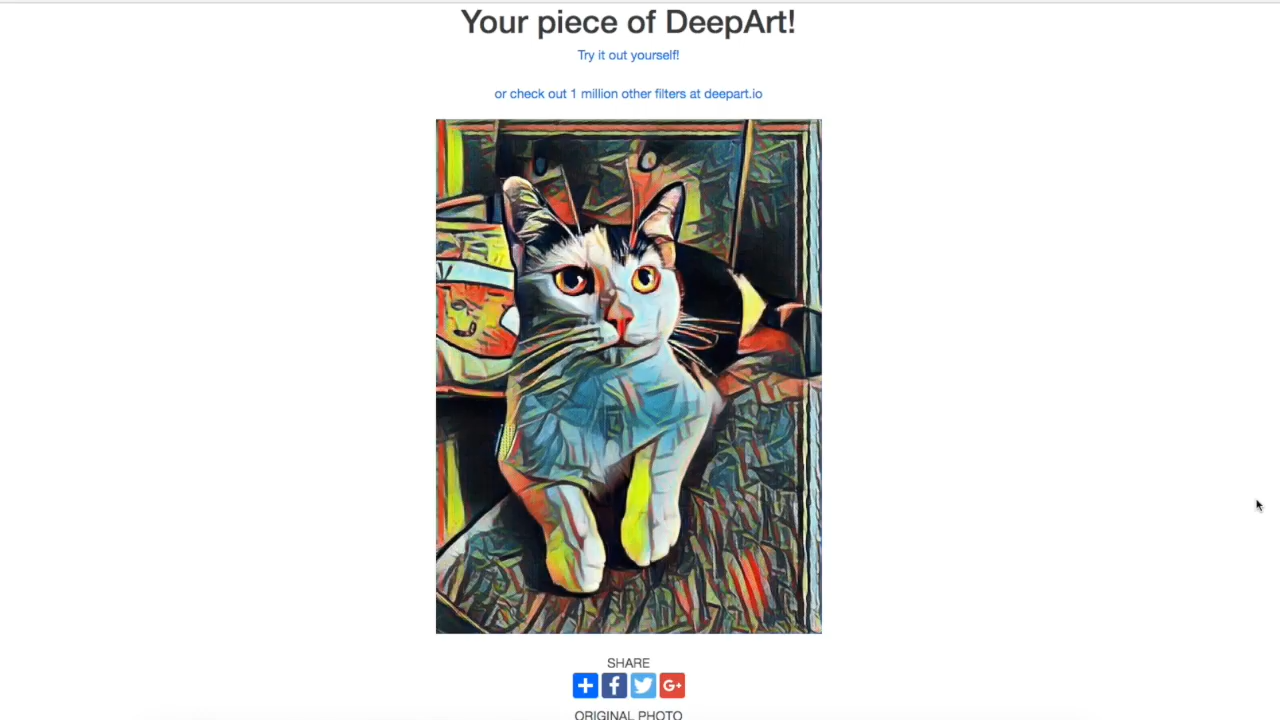 Your piece of DeepArt!
Try it out yourself!
or check out 1 million other filters at deepart.io
SHARE
G+
ORIGINAL PHOTO